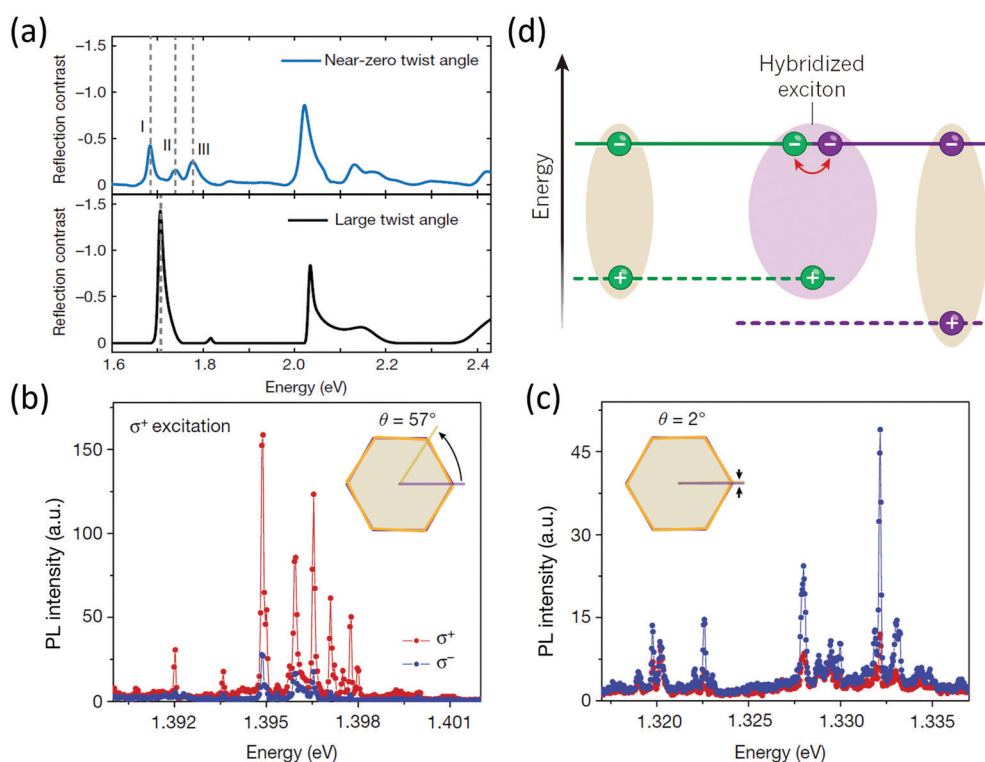 (a)
Reflection contrast
−1.5
−1.0
−0.5
0
I
II
III
Near-zero twist angle
Reflection contrast
−1.5
−1.0
−0.5
0
Large twist angle
1.6
1.8
2.0
2.2
2.4
Energy (eV)
(d)
Energy
Hybridized
exciton
− − − −
+ + +
(b)
σ⁺ excitation
θ = 57°
PL intensity (a.u.)
150
100
50
0
σ⁺
σ⁻
1.392
1.395
1.398
1.401
Energy (eV)
(c)
θ = 2°
PL intensity (a.u.)
45
30
15
0
1.320
1.325
1.330
1.335
Energy (eV)